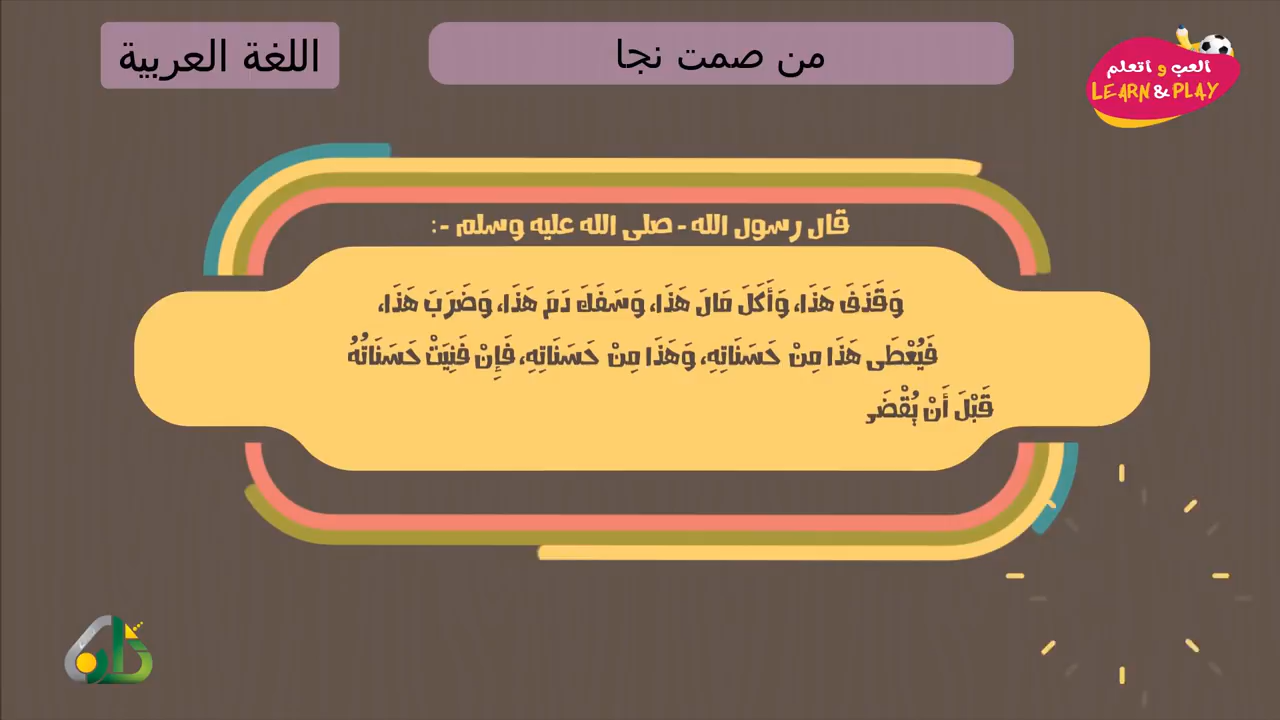 اللغة العربية
من صمت نجا
العب و اتعلم
LEARN & PLAY
قال رسول الله - صلى الله عليه وسلم -:
وَقَذَفَ هَذَا، وَأَكَلَ مَالَ هَذَا، وَسَفَكَ دَمَ هَذَا، وَضَرَبَ هَذَا،
فَيُعْطَى هَذَا مِنْ حَسَنَاتِهِ، وَهَذَا مِنْ حَسَنَاتِهِ، فَإِنْ فَنِيَتْ حَسَنَاتُهُ
قَبْلَ أَنْ يُقْضَ